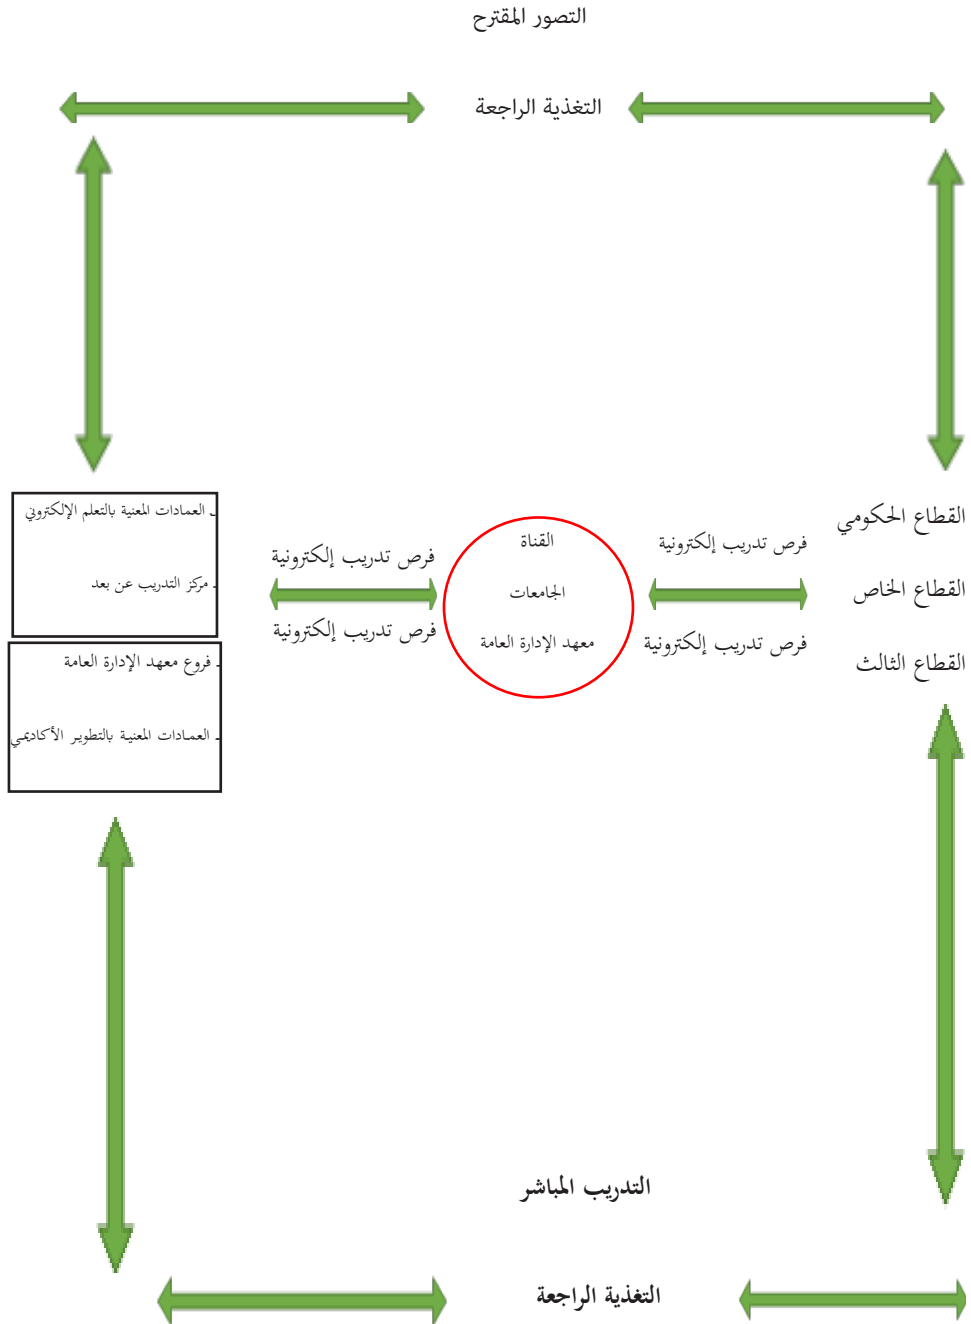 التصور المقترح
التغذية الراجعة
القطاع الحكومي
القطاع الخاص
القطاع الثالث
فرص تدريب إلكترونية
فرص تدريب إلكترونية
القناة
الجامعات
معهد الإدارة العامة
فرص تدريب إلكترونية
فرص تدريب إلكترونية
ـ العمادات المعنية بالتعلم الإلكتروني
ـ مركز التدريب عن بعد
ـ فروع معهد الإدارة العامة
ـ العمادات المعنية بالتطوير الأكاديمي
التدريب المباشر
التغذية الراجعة